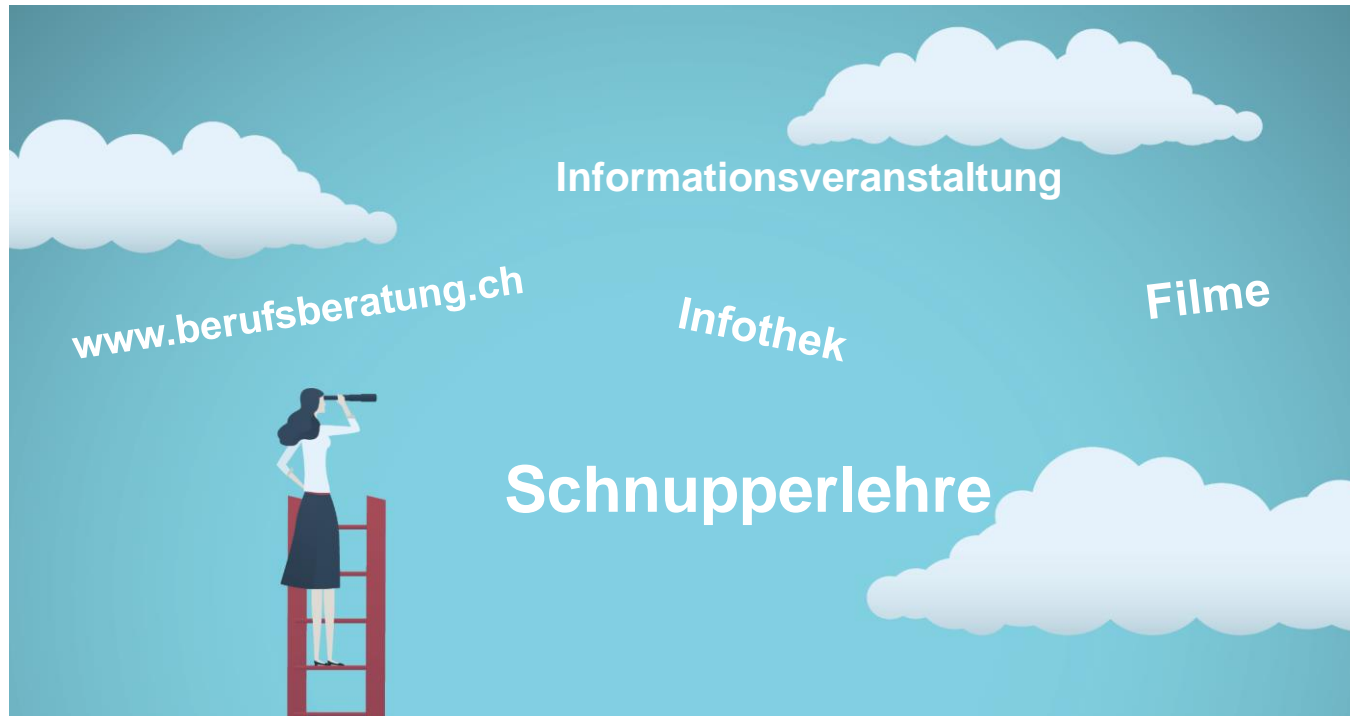 Informationsveranstaltung
www.berufsberatung.ch
Infothek
Filme
Schnupperlehre